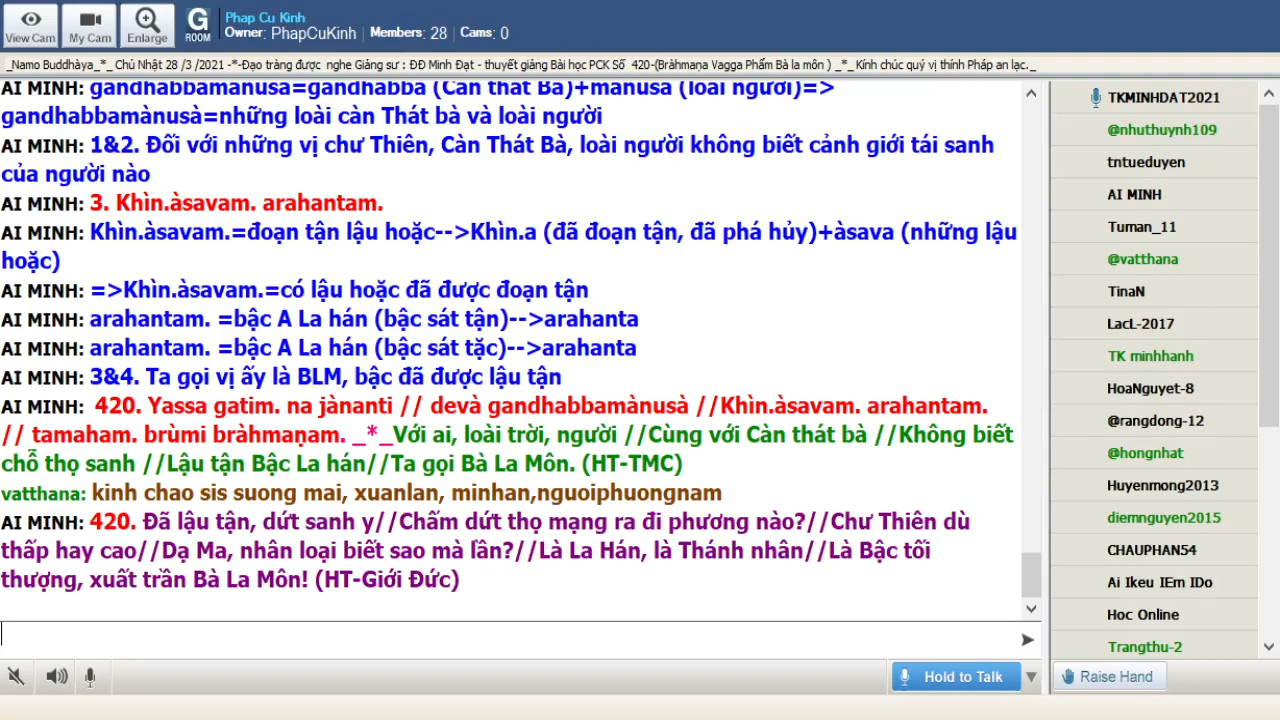 View Cam
My Cam
Enlarge
G
ROOM
Phap Cu Kinh
Owner: PhapCuKinh | Members: 28 | Cams: 0
_Namo Buddhàya_*_ Chủ Nhật 28 /3 /2021 -*-Đạo tràng được nghe Giảng sư : ĐĐ Minh Đạt - thuyết giảng Bài học PCK Số 420-(Bràhmaṇa Vagga Phẩm Bà la môn ) _*_ Kính chúc quý vị thính Pháp an lạc._
AI MINH: gandhabbamànusà=gandhabba (Càn thát Bà)+mànusa (loài người)=>
gandhabbamànusà=những loài càn Thát bà và loài người
AI MINH: 1&2. Đối với những vị chư Thiên, Càn Thát Bà, loài người không biết cảnh giới tái sanh
của người nào
AI MINH: 3. Khìn.àsavam. arahantam.
AI MINH: Khìn.àsavam.=đoạn tận lậu hoặc-->Khìn.a (đã đoạn tận, đã phá hủy)+àsava (những lậu
hoặc)
AI MINH: =>Khìn.àsavam.=có lậu hoặc đã được đoạn tận
AI MINH: arahantam. =bậc A La hán (bậc sát tận)-->arahanta
AI MINH: arahantam. =bậc A La hán (bậc sát tặc)-->arahanta
AI MINH: 3&4. Ta gọi vị ấy là BLM, bậc đã được lậu tận
AI MINH: 420. Yassa gatim. na jànanti // devà gandhabbamànusà //Khìn.àsavam. arahantam.
// tamaham. brùmi bràhmaṇam. _*_Với ai, loài trời, người //Cùng với Càn thát bà //Không biết
chỗ thọ sanh //Lậu tận Bậc La hán//Ta gọi Bà La Môn. (HT-TMC)
vatthana: kinh chao sis suong mai, xuanlan, minhan,nguoiphuongnam
AI MINH: 420. Đã lậu tận, dứt sanh y//Chấm dứt thọ mạng ra đi phương nào?//Chư Thiên dù
thấp hay cao//Dạ Ma, nhân loại biết sao mà lần?//Là La Hán, là Thánh nhân//Là Bậc tối
thượng, xuất trần Bà La Môn! (HT-Giới Đức)
Hold to Talk
TKMINHDAT2021
@nhuthuynh109
tntueduyen
AI MINH
Tuman_11
@vatthana
TinaN
LacL-2017
TK minhhanh
HoaNguyet-8
@rangdong-12
@hongnhat
Huyenmong2013
diemnguyen2015
CHAUPHAN54
Ai Ikeu IEm IDo
Hoc Online
Trangthu-2
Raise Hand